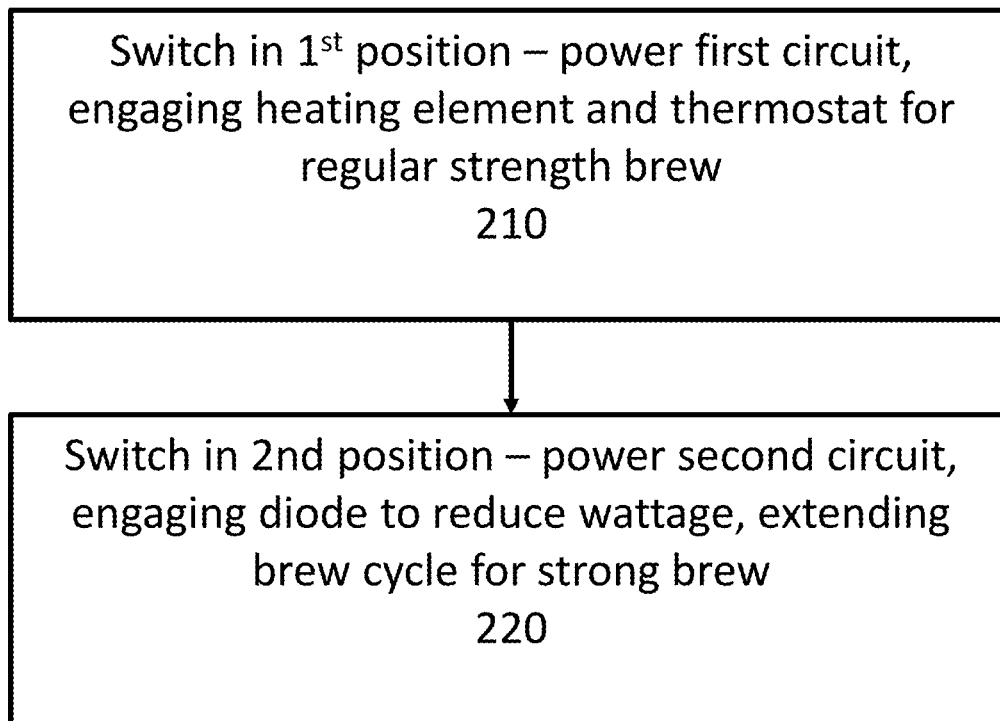 Switch in 1st position – power first circuit,
engaging heating element and thermostat for
regular strength brew
210
Switch in 2nd position – power second circuit,
engaging diode to reduce wattage, extending
brew cycle for strong brew
220